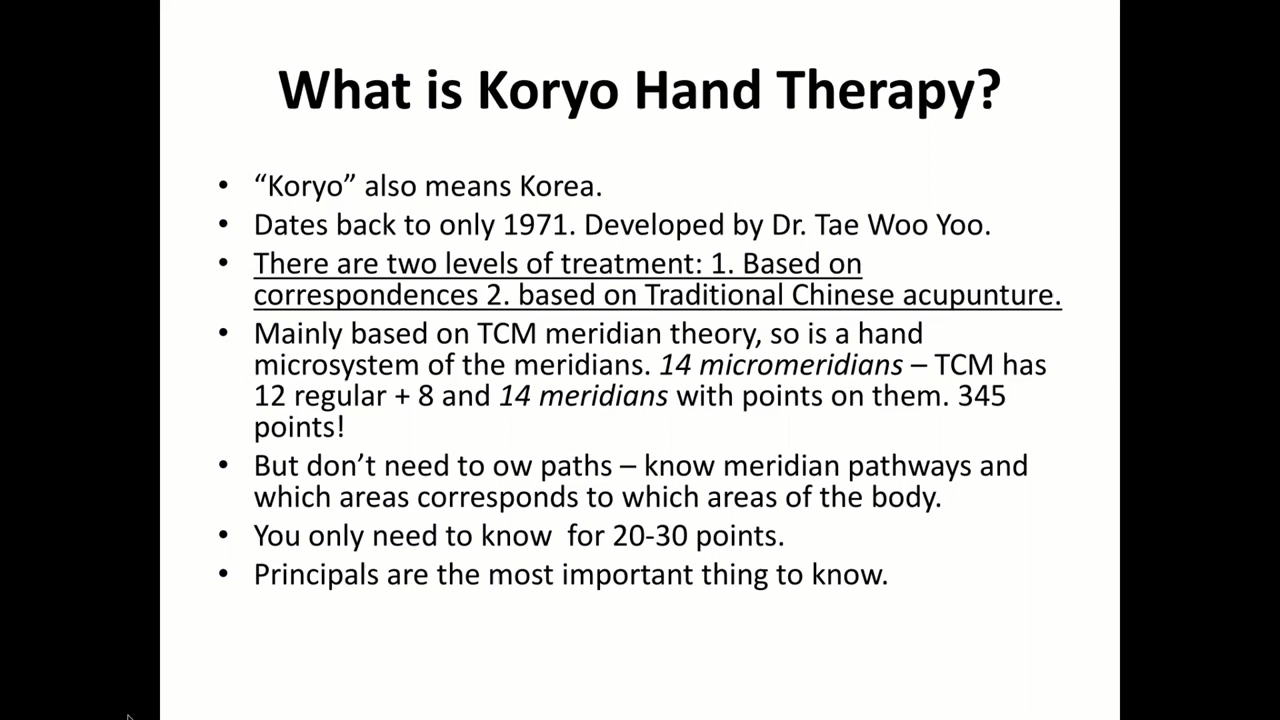 What is Koryo Hand Therapy?
• “Koryo” also means Korea.
• Dates back to only 1971. Developed by Dr. Tae Woo Yoo.
• There are two levels of treatment: 1. Based on
correspondences 2. based on Traditional Chinese acupunture.
• Mainly based on TCM meridian theory, so is a hand
microsystem of the meridians. 14 micromeridians – TCM has
12 regular + 8 and 14 meridians with points on them. 345
points!
• But don’t need to ow paths – know meridian pathways and
which areas corresponds to which areas of the body.
• You only need to know  for 20-30 points.
• Principals are the most important thing to know.